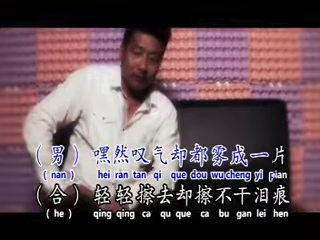 （男）嘿然叹气却都雾成一片
(nan) hei ràn tan qi que dou wu cheng yi pian
（合）轻轻擦去却擦不干泪痕
(he) qing qing ca qu que ca bu gan lei hen